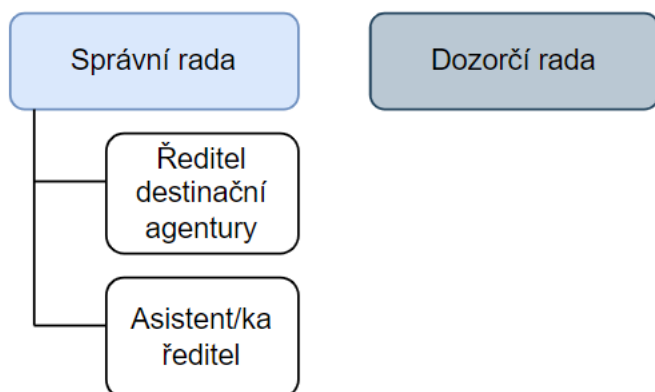 Správní rada
Dozorčí rada
Ředitel
destinační
agentury
Asistent/ka
ředitel